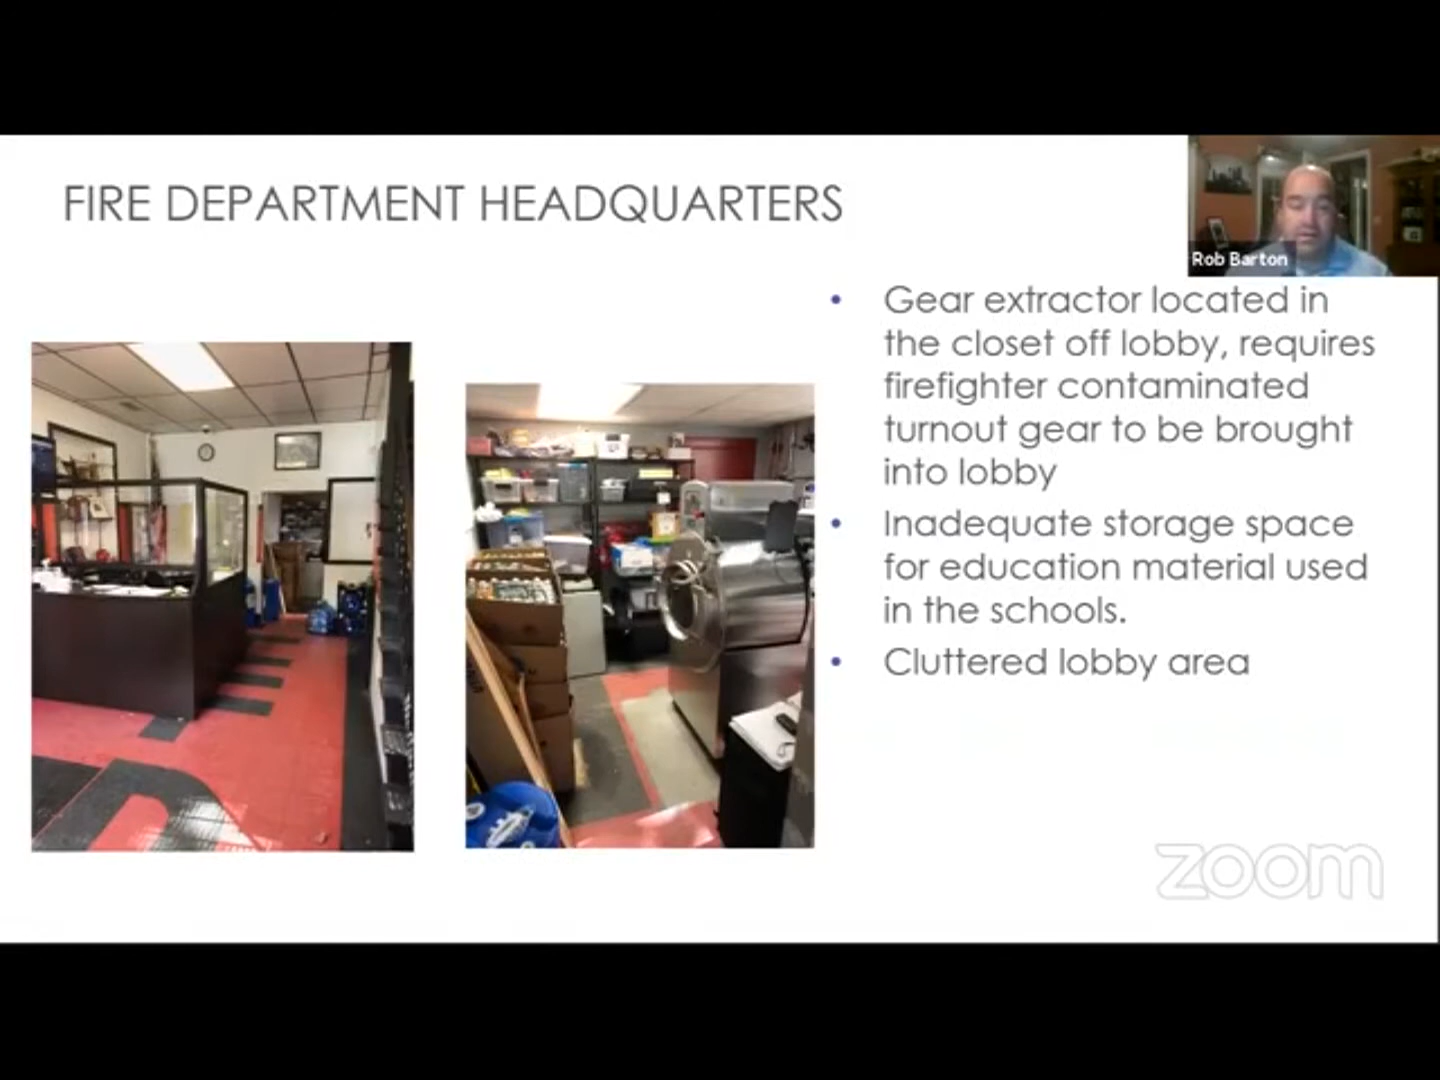 FIRE DEPARTMENT HEADQUARTERS
Rob Barton
• Gear extractor located in
the closet off lobby, requires
firefighter contaminated
turnout gear to be brought
into lobby
• Inadequate storage space
for education material used
in the schools.
• Cluttered lobby area
zoom